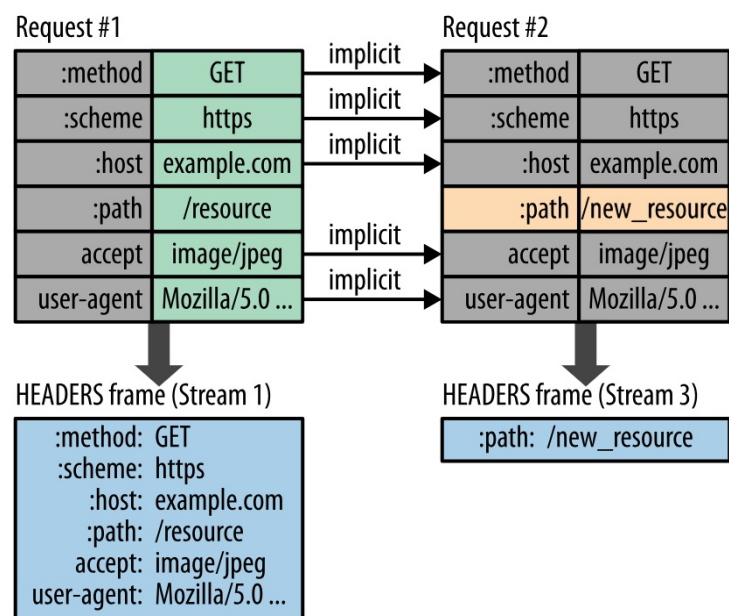 Request #1
:method GET
:scheme https
:host example.com
:path /resource
accept image/jpeg
user-agent Mozilla/5.0 ...
implicit
implicit
implicit
implicit
implicit
Request #2
:method GET
:scheme https
:host example.com
:path /new_resource
accept image/jpeg
user-agent Mozilla/5.0 ...
HEADERS frame (Stream 1)
:method: GET
:scheme: https
:host: example.com
:path: /resource
accept: image/jpeg
user-agent: Mozilla/5.0 ...
HEADERS frame (Stream 3)
:path: /new_resource